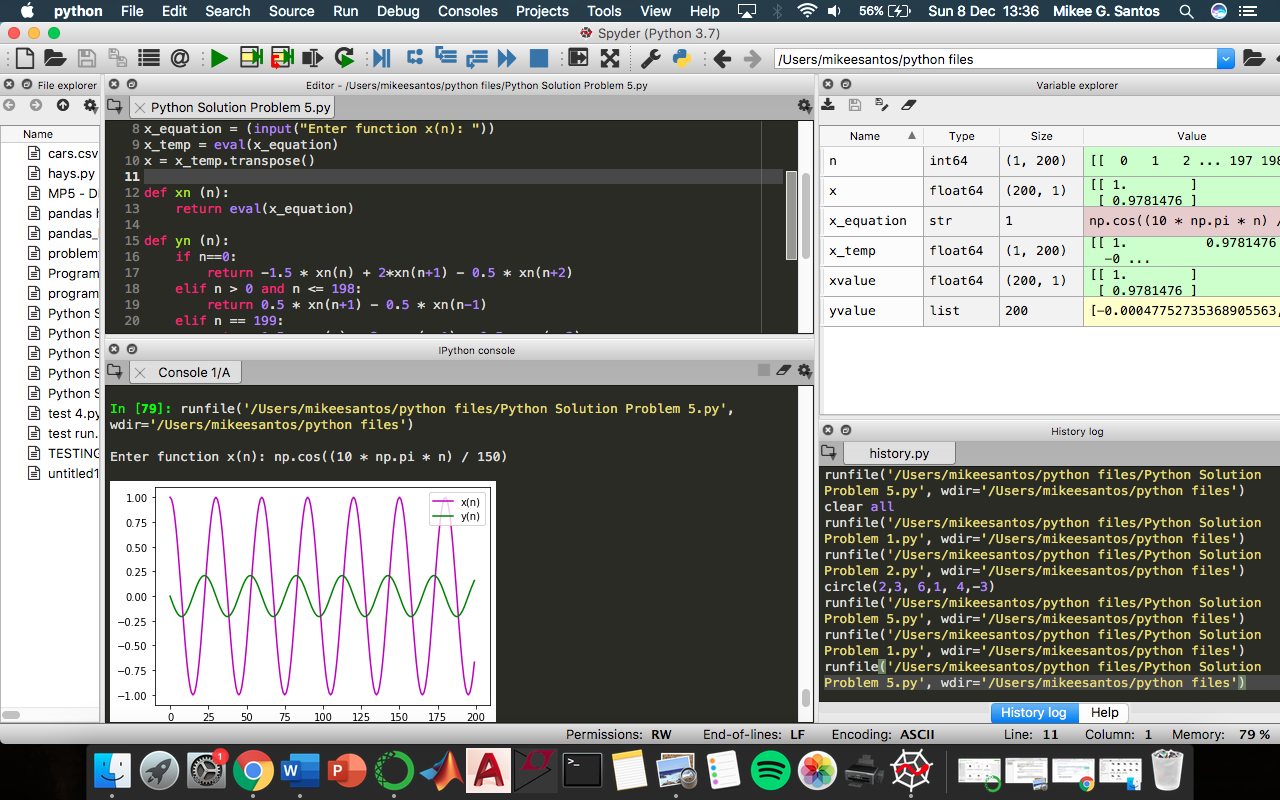 python File Edit Search Source Run Debug Consoles Projects Tools View Help 56% Sun 8 Dec 13:36 Mikee G. Santos
Spyder (Python 3.7)
/Users/mikeesantos/python files
File explorer
Name
cars.csv
hays.py
MP5 - D
pandas
pandas_
problem
Program
program
Python S
Python S
Python S
Python S
Python S
test 4.py
test run.
TESTING
untitled1
Editor - /Users/mikeesantos/python files/Python Solution Problem 5.py
Python Solution Problem 5.py
8 x_equation = (input("Enter function x(n): "))
9 x_temp = eval(x_equation)
10 x = x_temp.transpose()
11
12 def xn (n):
13 return eval(x_equation)
14
15 def yn (n):
16 if n==0:
17 return -1.5 * xn(n) + 2*xn(n+1) - 0.5 * xn(n+2)
18 elif n > 0 and n <= 198:
19 return 0.5 * xn(n+1) - 0.5 * xn(n-1)
20 elif n == 199:
IPython console
Console 1/A
In [79]: runfile('/Users/mikeesantos/python files/Python Solution Problem 5.py',
wdir='/Users/mikeesantos/python files')
Enter function x(n): np.cos((10 * np.pi * n) / 150)
1.00
0.75
0.50
0.25
0.00
−0.25
−0.50
−0.75
−1.00
0 25 50 75 100 125 150 175 200
x(n)
y(n)
Variable explorer
Name Type Size Value
n int64 (1, 200) [[ 0 1 2 ... 197 198
x float64 (200, 1) [[ 1. ]
[ 0.9781476 ]
x_equation str 1 np.cos((10 * np.pi * n) /
x_temp float64 (1, 200) [[ 1. 0.9781476
-0 ...
xvalue float64 (200, 1) [[ 1. ]
[ 0.9781476 ]
yvalue list 200 [-0.00047752735368905563,
History log
history.py
runfile('/Users/mikeesantos/python files/Python Solution
Problem 5.py', wdir='/Users/mikeesantos/python files')
clear all
runfile('/Users/mikeesantos/python files/Python Solution
Problem 1.py', wdir='/Users/mikeesantos/python files')
runfile('/Users/mikeesantos/python files/Python Solution
Problem 2.py', wdir='/Users/mikeesantos/python files')
circle(2,3, 6,1, 4,-3)
runfile('/Users/mikeesantos/python files/Python Solution
Problem 5.py', wdir='/Users/mikeesantos/python files')
runfile('/Users/mikeesantos/python files/Python Solution
Problem 1.py', wdir='/Users/mikeesantos/python files')
runfile('/Users/mikeesantos/python files/Python Solution
Problem 5.py', wdir='/Users/mikeesantos/python files')
History log Help
Permissions: RW End-of-lines: LF Encoding: ASCII Line: 11 Column: 1 Memory: 79 %
1